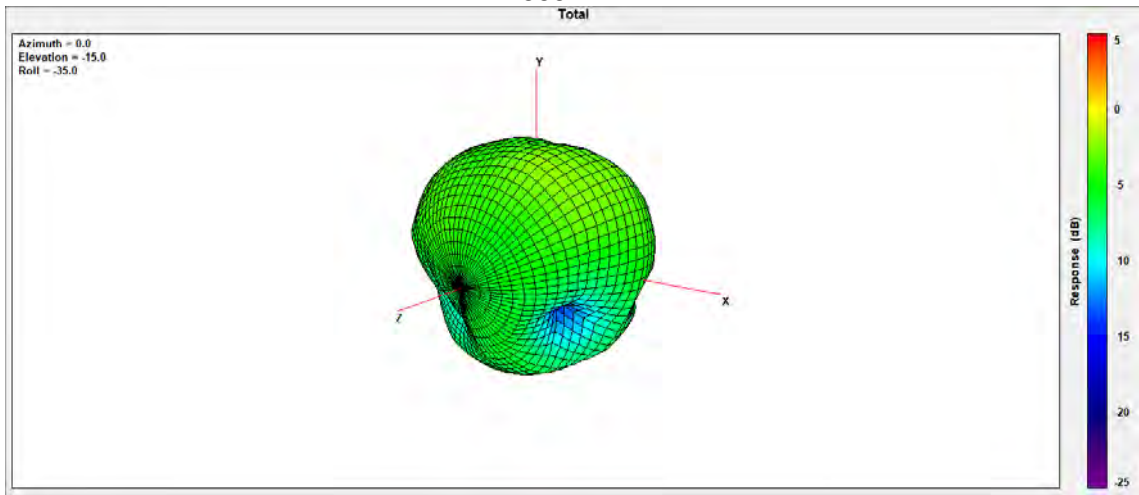 Total
Azimuth = 0.0
Elevation = -15.0
Roll = -35.0
Y
X
Z
5
0
-5
10
15
-20
-25
Response (dB)